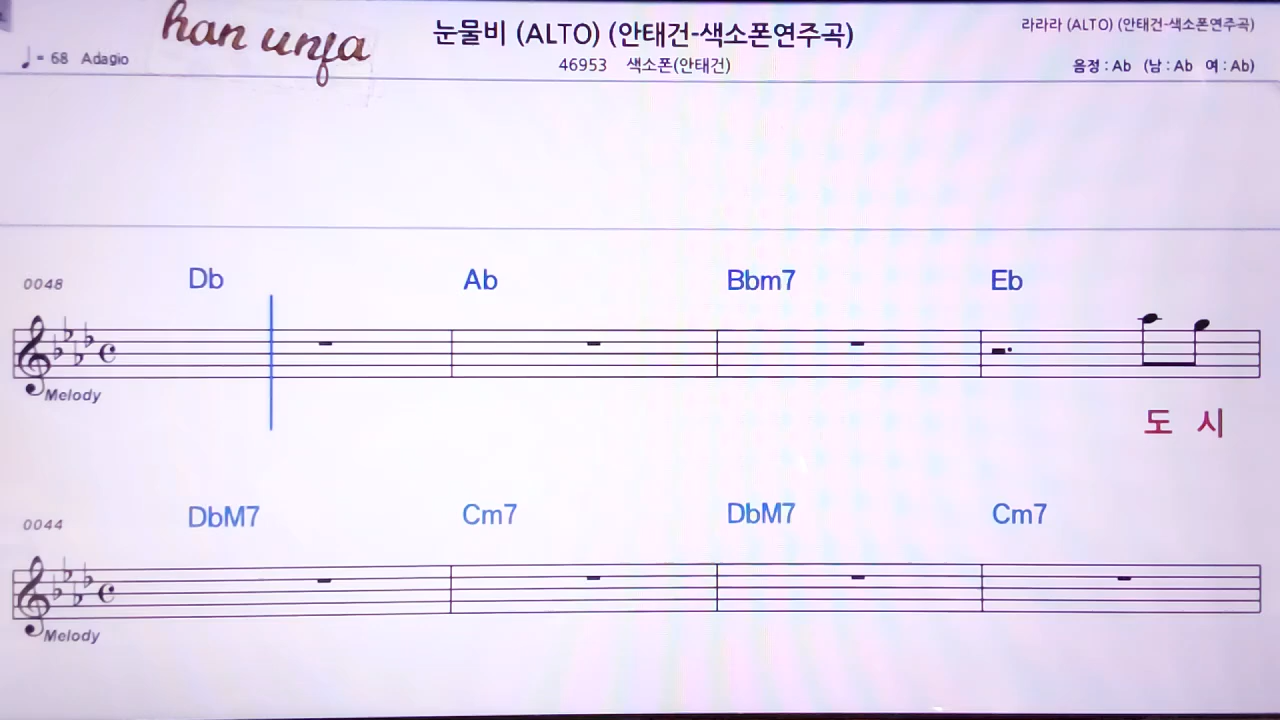 han unja
눈물비 (ALTO) (안태건-색소폰연주곡)
라라라 (ALTO) (안태건-색소폰연주곡)
= 68 Adagio
46953 색소폰(안태건)
음정 : Ab (남 : Ab 여 : Ab)
0048
Db Ab Bbm7 Eb
Melody
도 시
0044
DbM7 Cm7 DbM7 Cm7
Melody